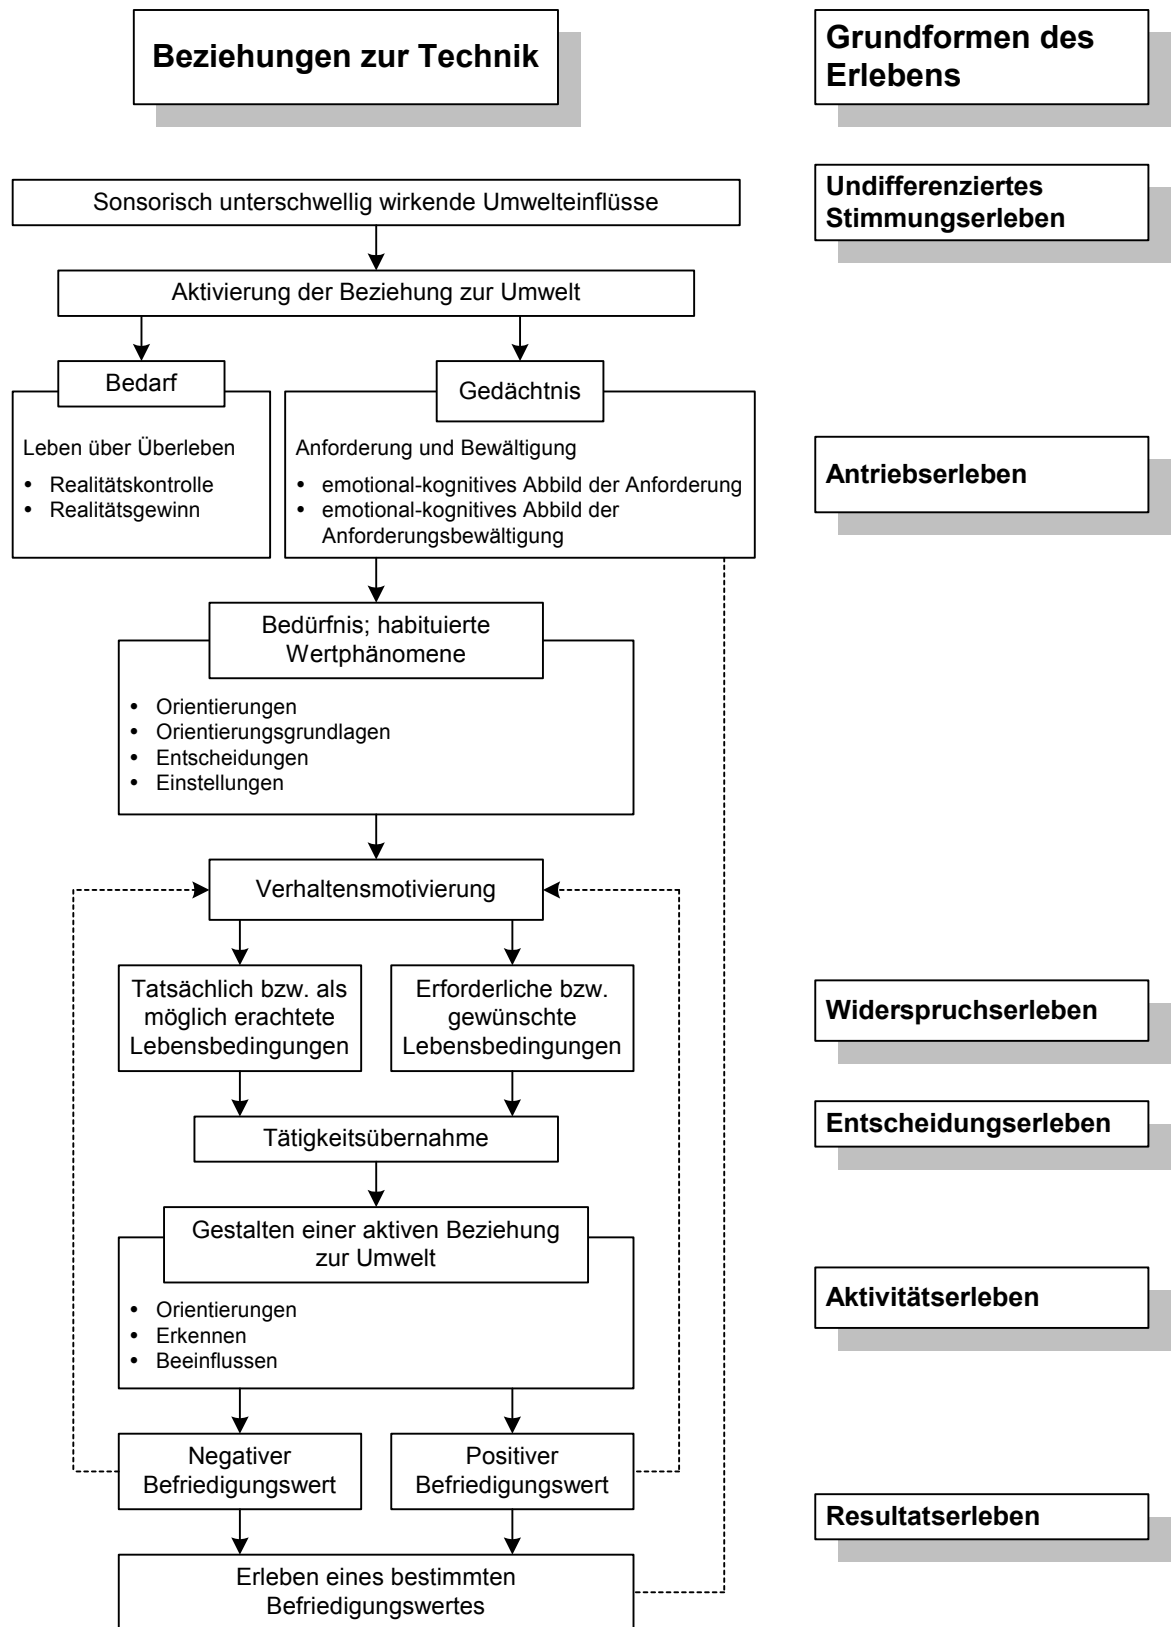 Beziehungen zur Technik
Grundformen des
Erlebens
Sonsorisch unterschwellig wirkende Umwelteinflüsse
Undifferenziertes
Stimmungserleben
Aktivierung der Beziehung zur Umwelt
Bedarf
Leben über Überleben
• Realitätskontrolle
• Realitätsgewinn
Gedächtnis
Anforderung und Bewältigung
• emotional-kognitives Abbild der Anforderung
• emotional-kognitives Abbild der
Anforderungsbewältigung
Antriebserleben
Bedürfnis; habituierte
Wertphänomene
• Orientierungen
• Orientierungsgrundlagen
• Entscheidungen
• Einstellungen
Verhaltensmotivierung
Tatsächlich bzw. als
möglich erachtete
Lebensbedingungen
Erforderliche bzw.
gewünschte
Lebensbedingungen
Widerspruchserleben
Tätigkeitsübernahme
Entscheidungserleben
Gestalten einer aktiven Beziehung
zur Umwelt
• Orientierungen
• Erkennen
• Beeinflussen
Aktivitätserleben
Negativer
Befriedigungswert
Positiver
Befriedigungswert
Resultatserleben
Erleben eines bestimmten
Befriedigungswertes